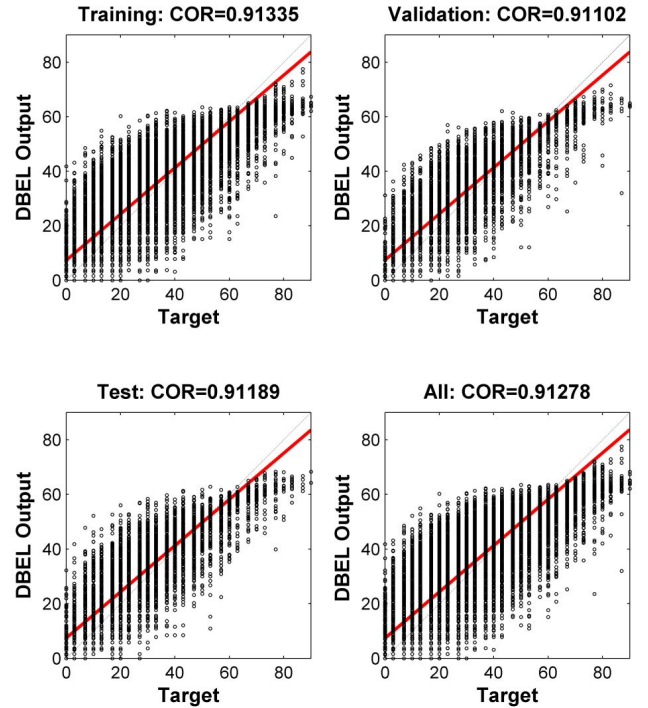 Training: COR=0.91335
DBEL Output
80
60
40
20
0
0 20 40 60 80
Target
Validation: COR=0.91102
DBEL Output
80
60
40
20
0
0 20 40 60 80
Target
Test: COR=0.91189
DBEL Output
80
60
40
20
0
0 20 40 60 80
Target
All: COR=0.91278
DBEL Output
80
60
40
20
0
0 20 40 60 80
Target